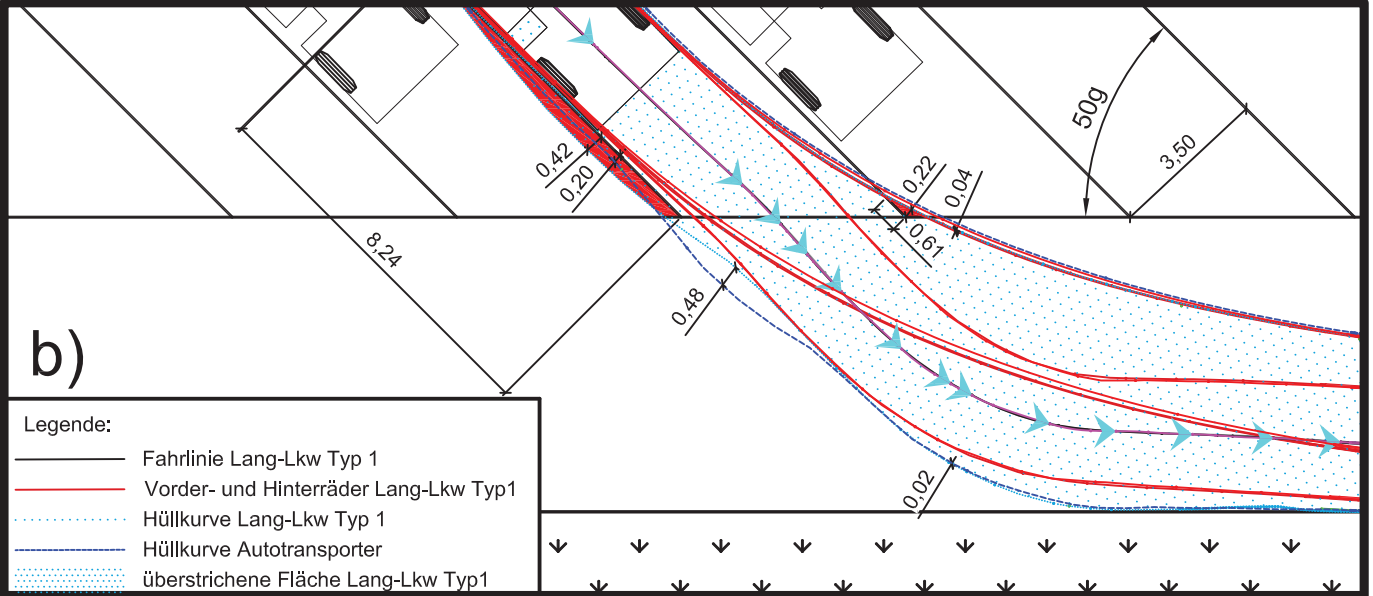 50g
3,50
0,42
0,20
0,22
0,04
0,61
8,24
0,48
b)
0,02
Legende:
Fahrlinie Lang-Lkw Typ 1
Vorder- und Hinterräder Lang-Lkw Typ1
Hüllkurve Lang-Lkw Typ 1
Hüllkurve Autotransporter
überstrichene Fläche Lang-Lkw Typ1